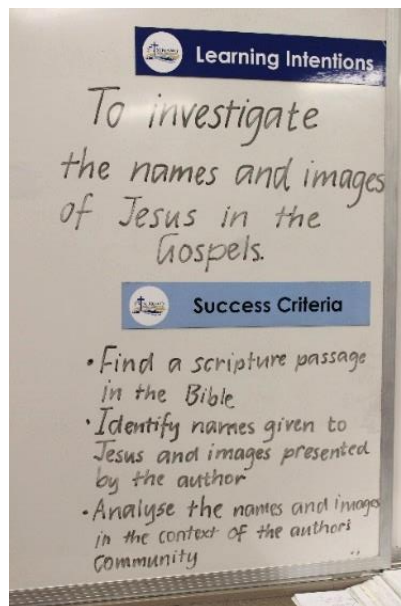 Learning Intentions
To investigate
the names and images
of Jesus in the
Gospels.
Success Criteria
• Find a scripture passage
in the Bible
• Identify names given to
Jesus and images presented
by the author
• Analyse the names and images
in the context of the authors
Community